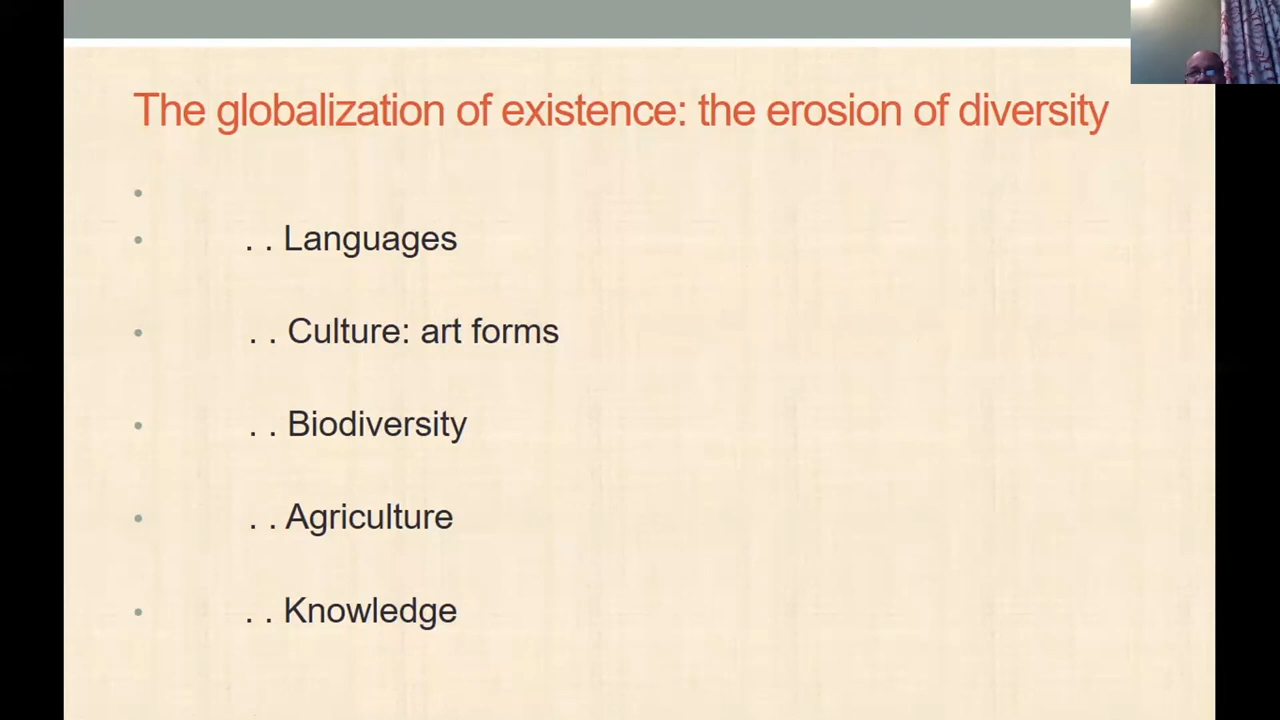 The globalization of existence: the erosion of diversity
•
• . . Languages
• . . Culture: art forms
• . . Biodiversity
• . . Agriculture
• . . Knowledge